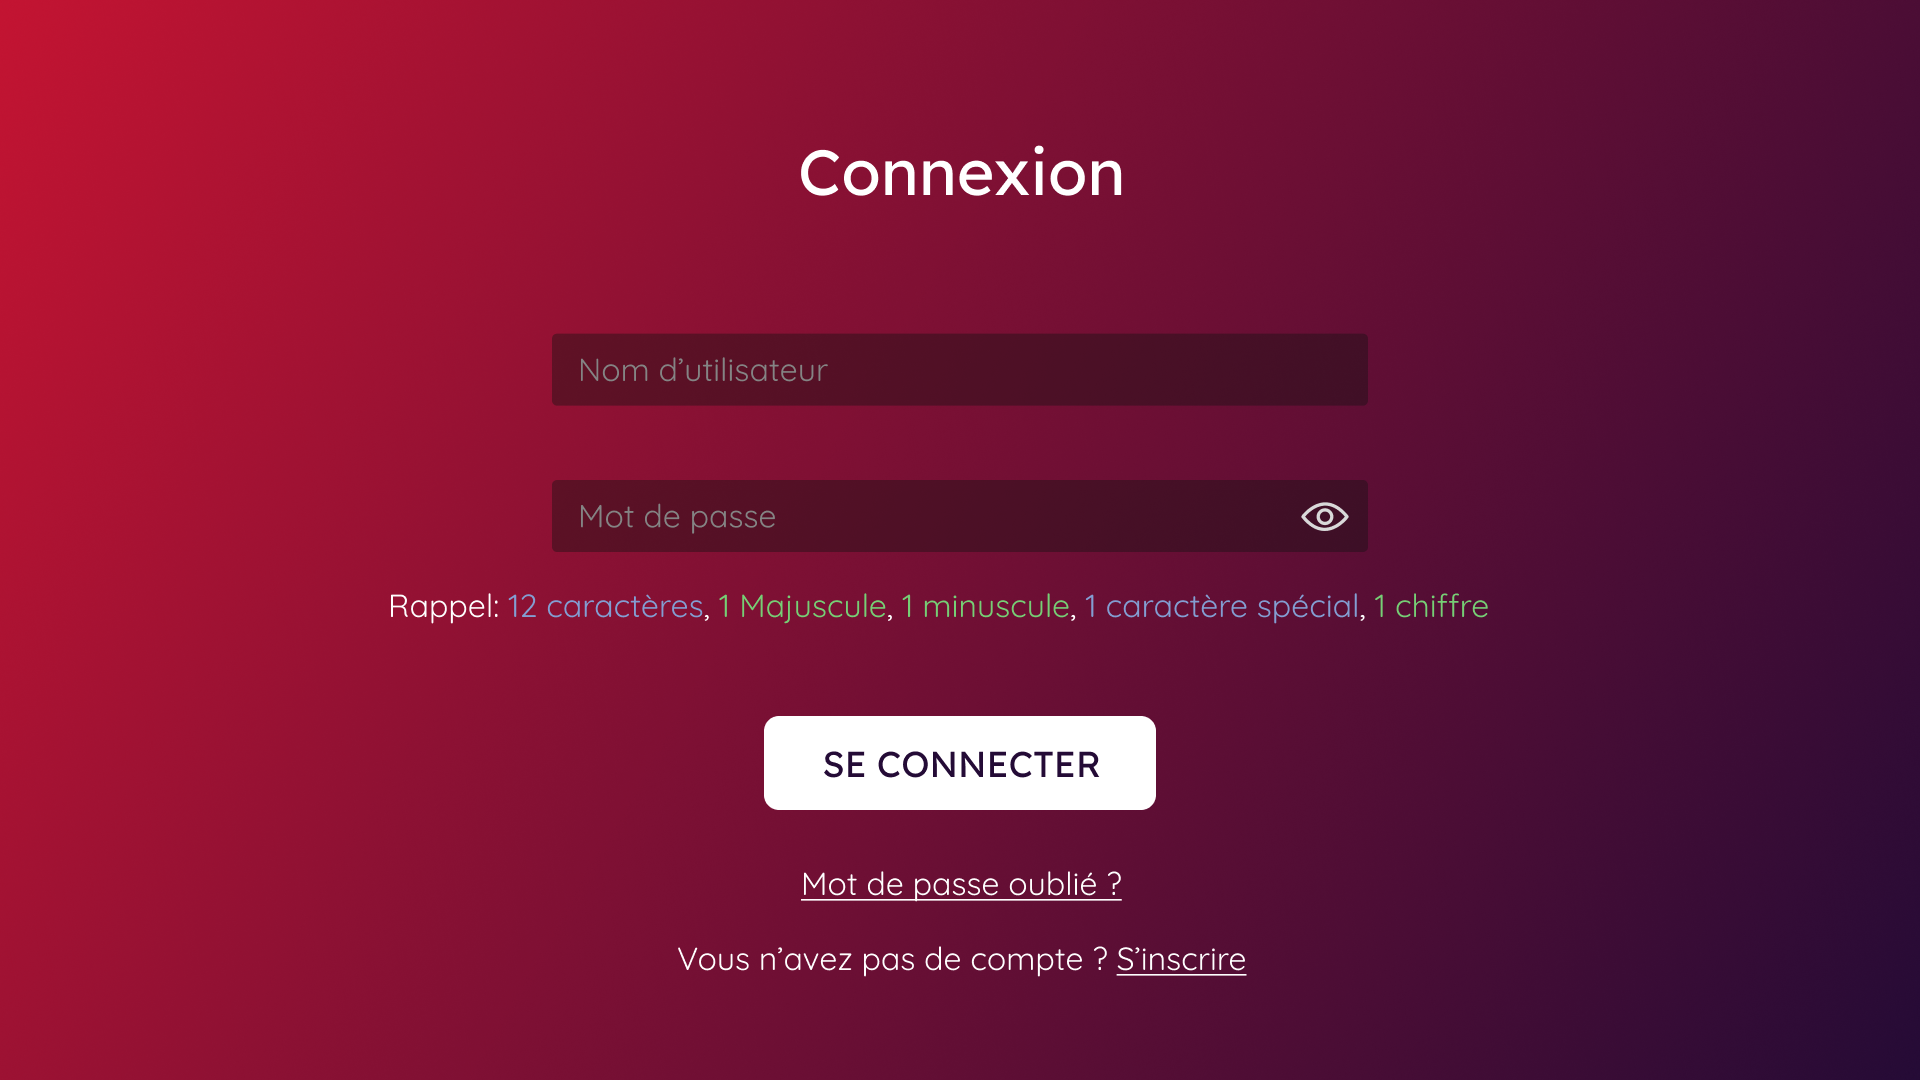 Connexion
Nom d’utilisateur
Mot de passe
Rappel: 12 caractères, 1 Majuscule, 1 minuscule, 1 caractère spécial, 1 chiffre
SE CONNECTER
Mot de passe oublié ?
Vous n’avez pas de compte ? S’inscrire